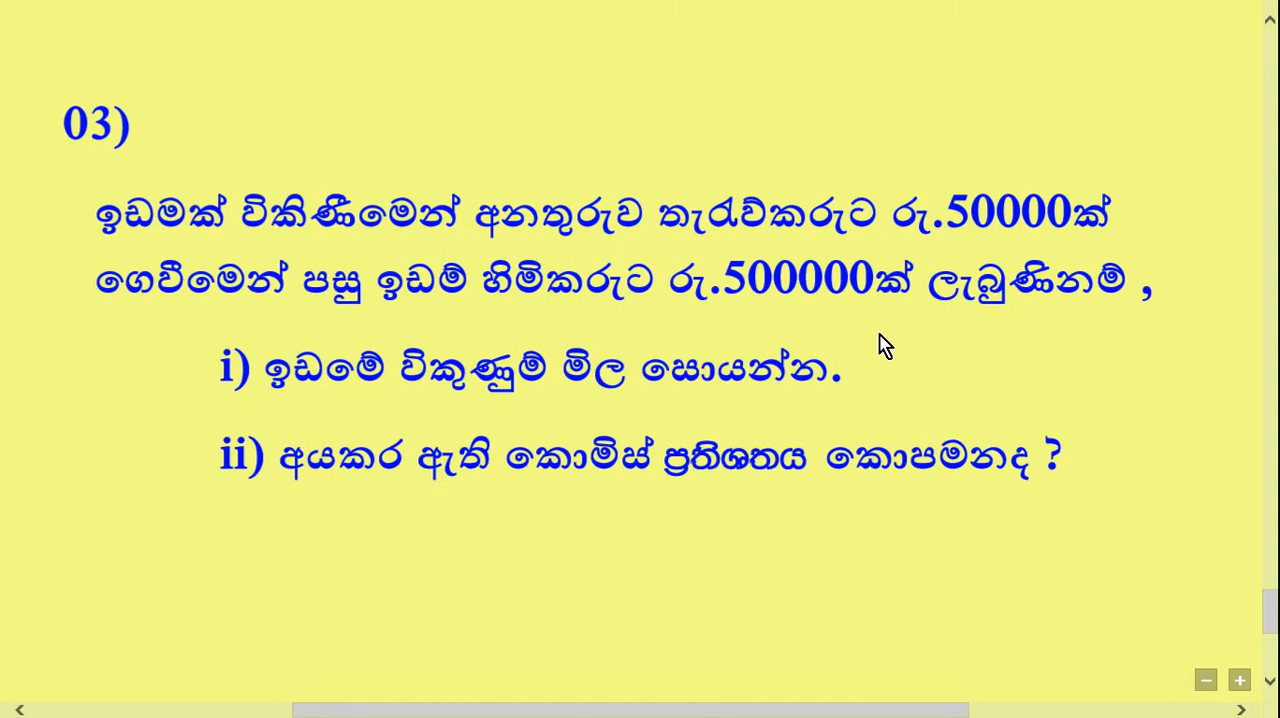 03)
ඉඩමක් විකිණීමෙන් අනතුරුව තැරැව්කරුට රු.50000ක්
ගෙවීමෙන් පසු ඉඩම් හිමිකරුට රු.500000ක් ලැබුණිනම් ,
i) ඉඩමේ විකුණුම් මිල සොයන්න.
ii) අයකර ඇති කොමිස් ප්‍රතිශතය කොපමනද ?